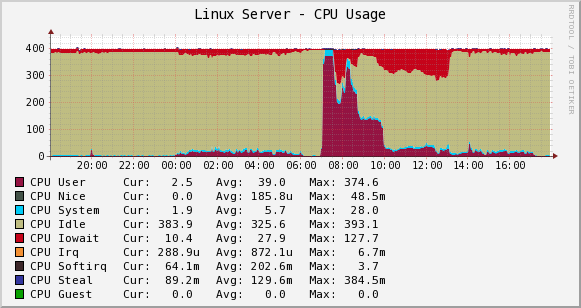 Linux Server - CPU Usage
RRDTOOL / TOBI OETIKER
400
300
200
100
0
20:00 22:00 00:00 02:00 04:00 06:00 08:00 10:00 12:00 14:00 16:00
CPU User Cur: 2.5 Avg: 39.0 Max: 374.6
CPU Nice Cur: 0.0 Avg: 185.8u Max: 48.5m
CPU System Cur: 1.9 Avg: 5.7 Max: 28.0
CPU Idle Cur: 383.9 Avg: 325.6 Max: 393.1
CPU Iowait Cur: 10.4 Avg: 27.9 Max: 127.7
CPU Irq Cur: 288.9u Avg: 872.1u Max: 6.7m
CPU Softirq Cur: 64.1m Avg: 202.6m Max: 3.7
CPU Steal Cur: 89.2m Avg: 129.6m Max: 384.5m
CPU Guest Cur: 0.0 Avg: 0.0 Max: 0.0